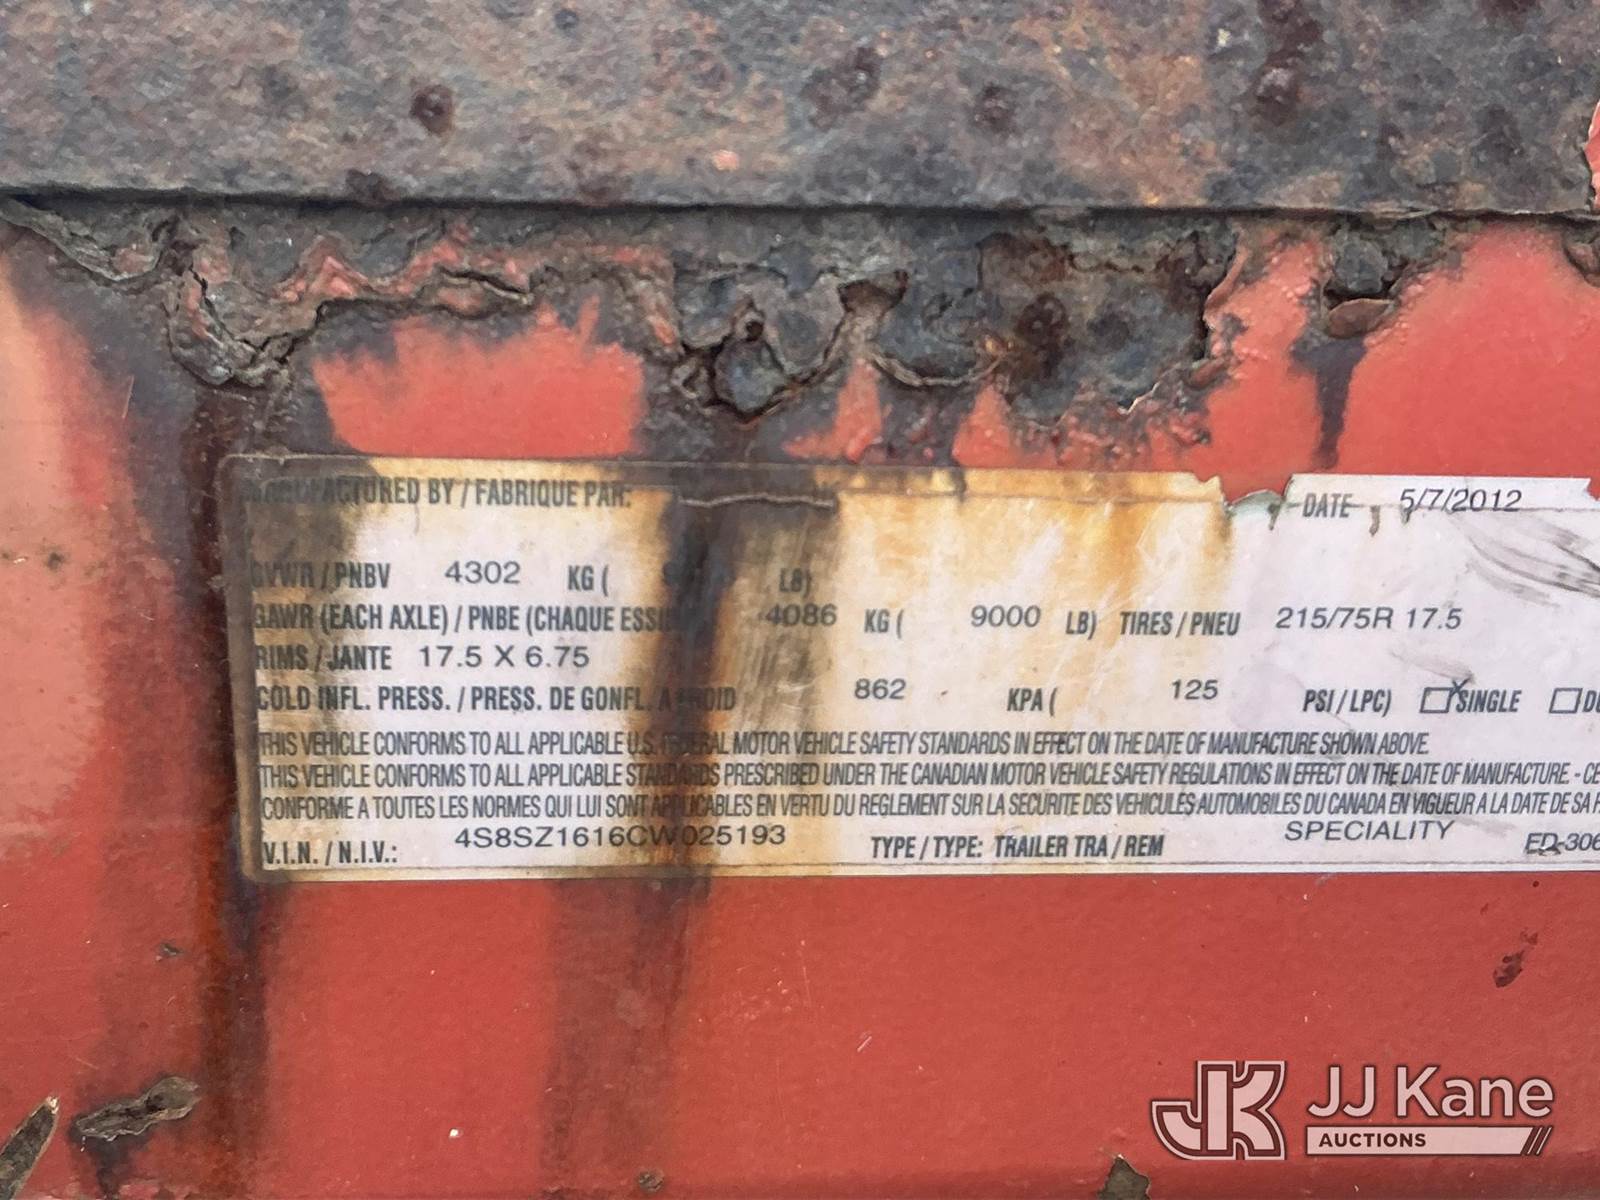 MANUFACTURED BY / FABRIQUE PAR: DATE 5/7/2012
GVWR / PNBV 4302 KG ( LB)
GAWR (EACH AXLE) / PNBE (CHAQUE ESSIE 4086 KG ( 9000 LB) TIRES / PNEU 215/75R 17.5
RIMS / JANTE 17.5 X 6.75
COLD INFL. PRESS. / PRESS. DE GONFL. A FROID 862 KPA ( 125 PSI / LPC) X SINGLE DU
THIS VEHICLE CONFORMS TO ALL APPLICABLE U.S. FEDERAL MOTOR VEHICLE SAFETY STANDARDS IN EFFECT ON THE DATE OF MANUFACTURE SHOWN ABOVE.
THIS VEHICLE CONFORMS TO ALL APPLICABLE STANDARDS PRESCRIBED UNDER THE CANADIAN MOTOR VEHICLE SAFETY REGULATIONS IN EFFECT ON THE DATE OF MANUFACTURE. - CE
CONFORME A TOUTES LES NORMES QUI LUI SONT APPLICABLES EN VERTU DU REGLEMENT SUR LA SECURITE DES VEHICULES AUTOMOBILES DU CANADA EN VIGUEUR A LA DATE DE SA F
V.I.N. / N.I.V.: 4S8SZ1616CW025193 TYPE / TYPE: TRAILER TRA / REM SPECIALITY ED-306
JK JJ Kane
AUCTIONS